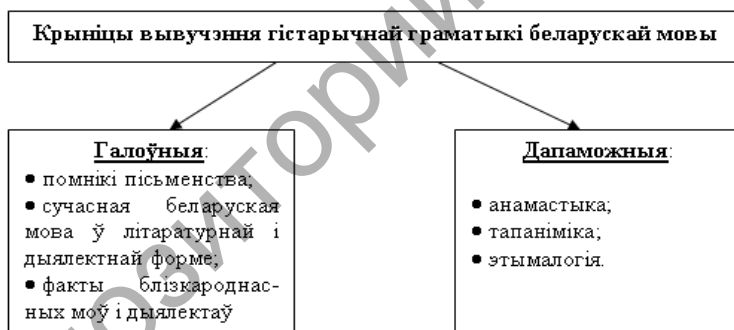 Крыніцы вывучэння гістарычнай граматыкі беларускай мовы
Галоўныя:
● помнікі пісьменства;
● сучасная беларуская
мова ў літаратурнай і
дыялектнай форме;
● факты блізкароднас-
ных моў і дыялектаў
Дапаможныя:
● анамастыка;
● тапаніміка;
● этымалогія.